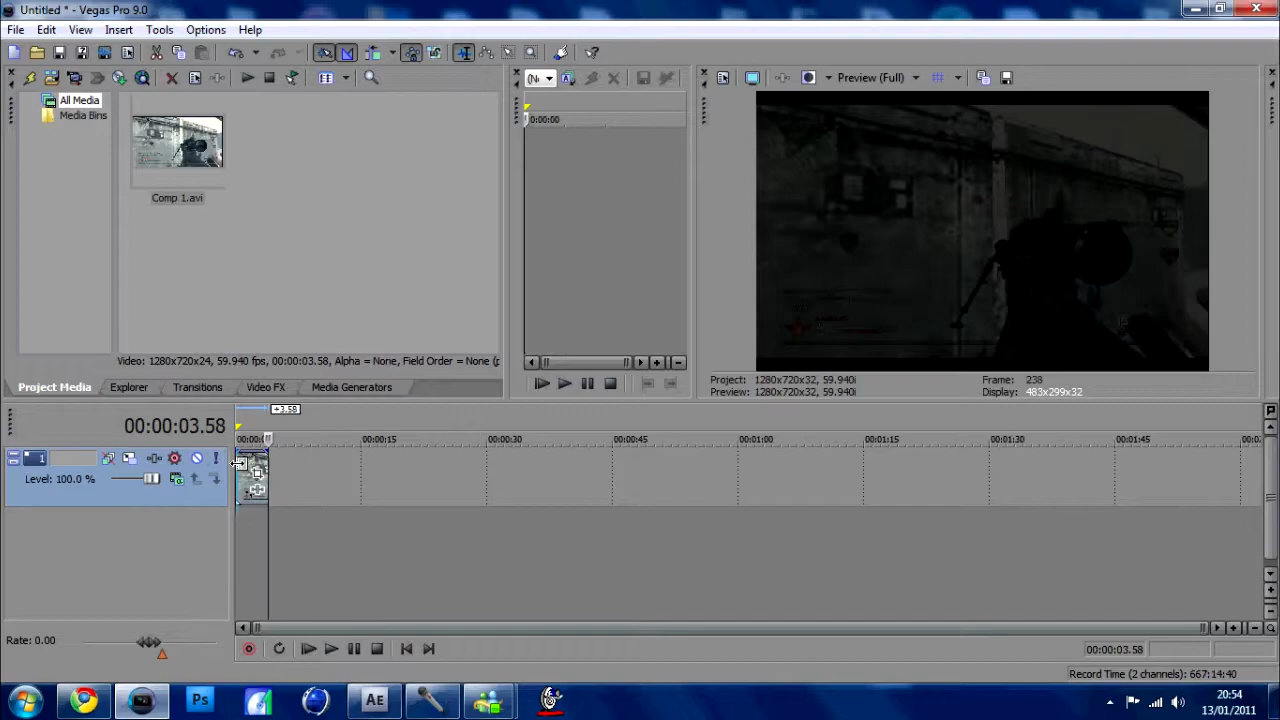 Untitled * - Vegas Pro 9.0
File Edit View Insert Tools Options Help
All Media
Media Bins
Comp 1.avi
Video: 1280x720x24, 59.940 fps, 00:00:03.58, Alpha = None, Field Order = None (p
Project Media Explorer Transitions Video FX Media Generators
(N
0:00:00
Preview (Full)
Project: 1280x720x32, 59.940i
Frame: 238
Preview: 1280x720x32, 59.940i
Display: 483x299x32
00:00:03.58
+3.58
00:00:15 00:00:30 00:00:45 00:01:00 00:01:15 00:01:30 00:01:45
1
Level: 100.0 %
Rate: 0.00
00:00:03.58
Record Time (2 channels): 667:14:40
Ps
AE
20:54
13/01/2011